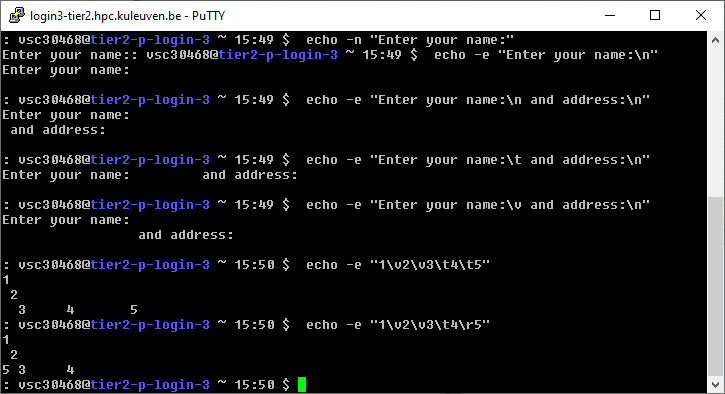 login3-tier2.hpc.kuleuven.be - PuTTY
: vsc30468@tier2-p-login-3 ~ 15:49 $  echo -n "Enter your name:"
Enter your name:: vsc30468@tier2-p-login-3 ~ 15:49 $  echo -e "Enter your name:\n"
Enter your name:

: vsc30468@tier2-p-login-3 ~ 15:49 $  echo -e "Enter your name:\n and address:\n"
Enter your name:
 and address:

: vsc30468@tier2-p-login-3 ~ 15:49 $  echo -e "Enter your name:\t and address:\n"
Enter your name:         and address:

: vsc30468@tier2-p-login-3 ~ 15:49 $  echo -e "Enter your name:\v and address:\n"
Enter your name:
                 and address:

: vsc30468@tier2-p-login-3 ~ 15:50 $  echo -e "1\v2\v3\t4\t5"
1
 2
  3     4       5
: vsc30468@tier2-p-login-3 ~ 15:50 $  echo -e "1\v2\v3\t4\r5"
1
 2
5 3     4
: vsc30468@tier2-p-login-3 ~ 15:50 $